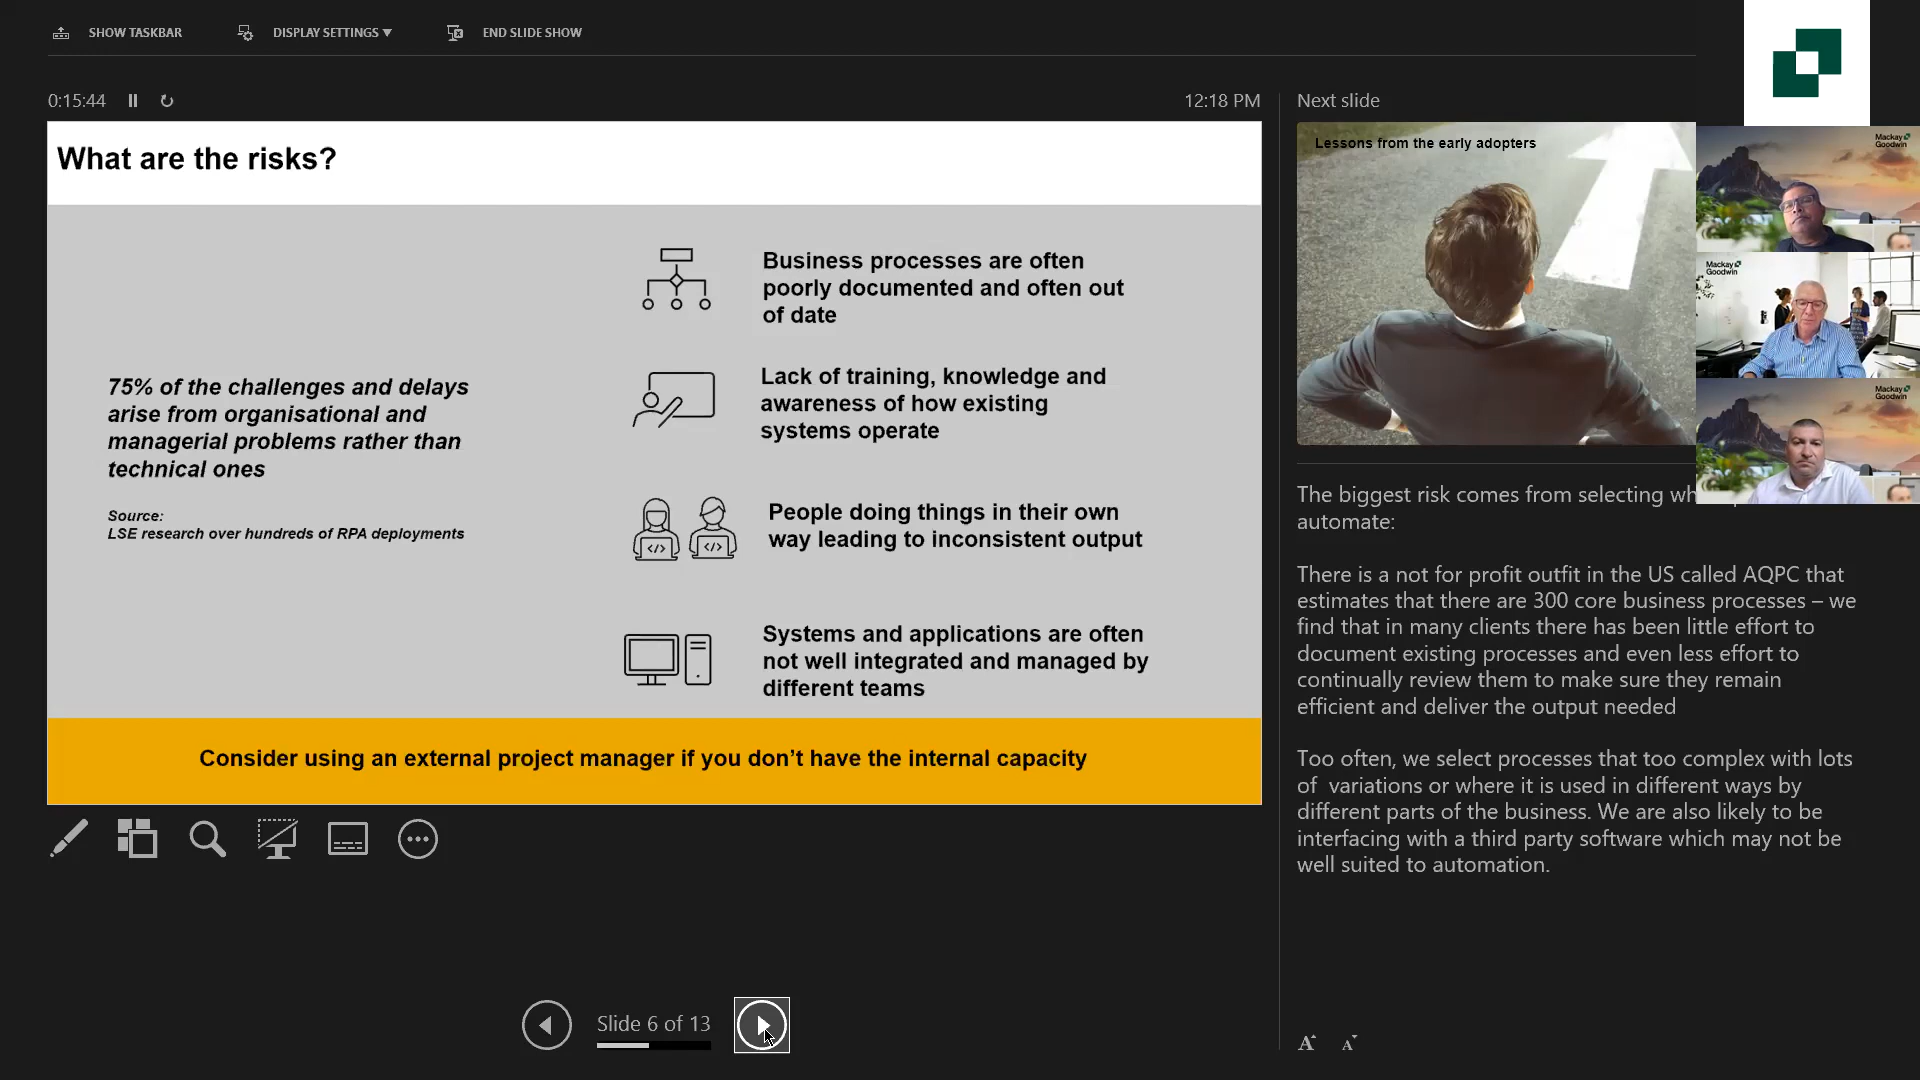 SHOW TASKBAR
DISPLAY SETTINGS ▼
END SLIDE SHOW
0:15:44
12:18 PM
Next slide
What are the risks?
75% of the challenges and delays
arise from organisational and
managerial problems rather than
technical ones
Source:
LSE research over hundreds of RPA deployments
Business processes are often
poorly documented and often out
of date
Lack of training, knowledge and
awareness of how existing
systems operate
People doing things in their own
way leading to inconsistent output
Systems and applications are often
not well integrated and managed by
different teams
Consider using an external project manager if you don’t have the internal capacity
Slide 6 of 13
Lessons from the early adopters
Mackay
Goodwin
Mackay
Goodwin
Mackay
Goodwin
The biggest risk comes from selecting
automate:
There is a not for profit outfit in the US called AQPC that
estimates that there are 300 core business processes – we
find that in many clients there has been little effort to
document existing processes and even less effort to
continually review them to make sure they remain
efficient and deliver the output needed
Too often, we select processes that too complex with lots
of  variations or where it is used in different ways by
different parts of the business. We are also likely to be
interfacing with a third party software which may not be
well suited to automation.
A
A